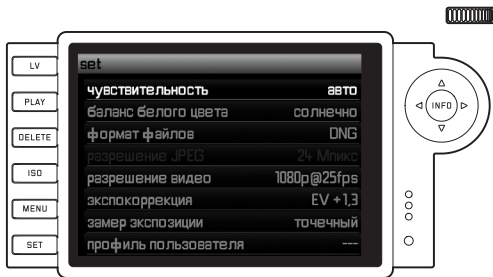 LV
PLAY
DELETE
ISO
MENU
SET
set
чувствительность авто
баланс белого цвета солнечно
формат файлов DNG
разрешение JPEG 24 Мпикс
разрешение видео 1080p@25fps
экспокоррекция EV +1,3
замер экспозиции точечный
профиль пользователя ---
INFO